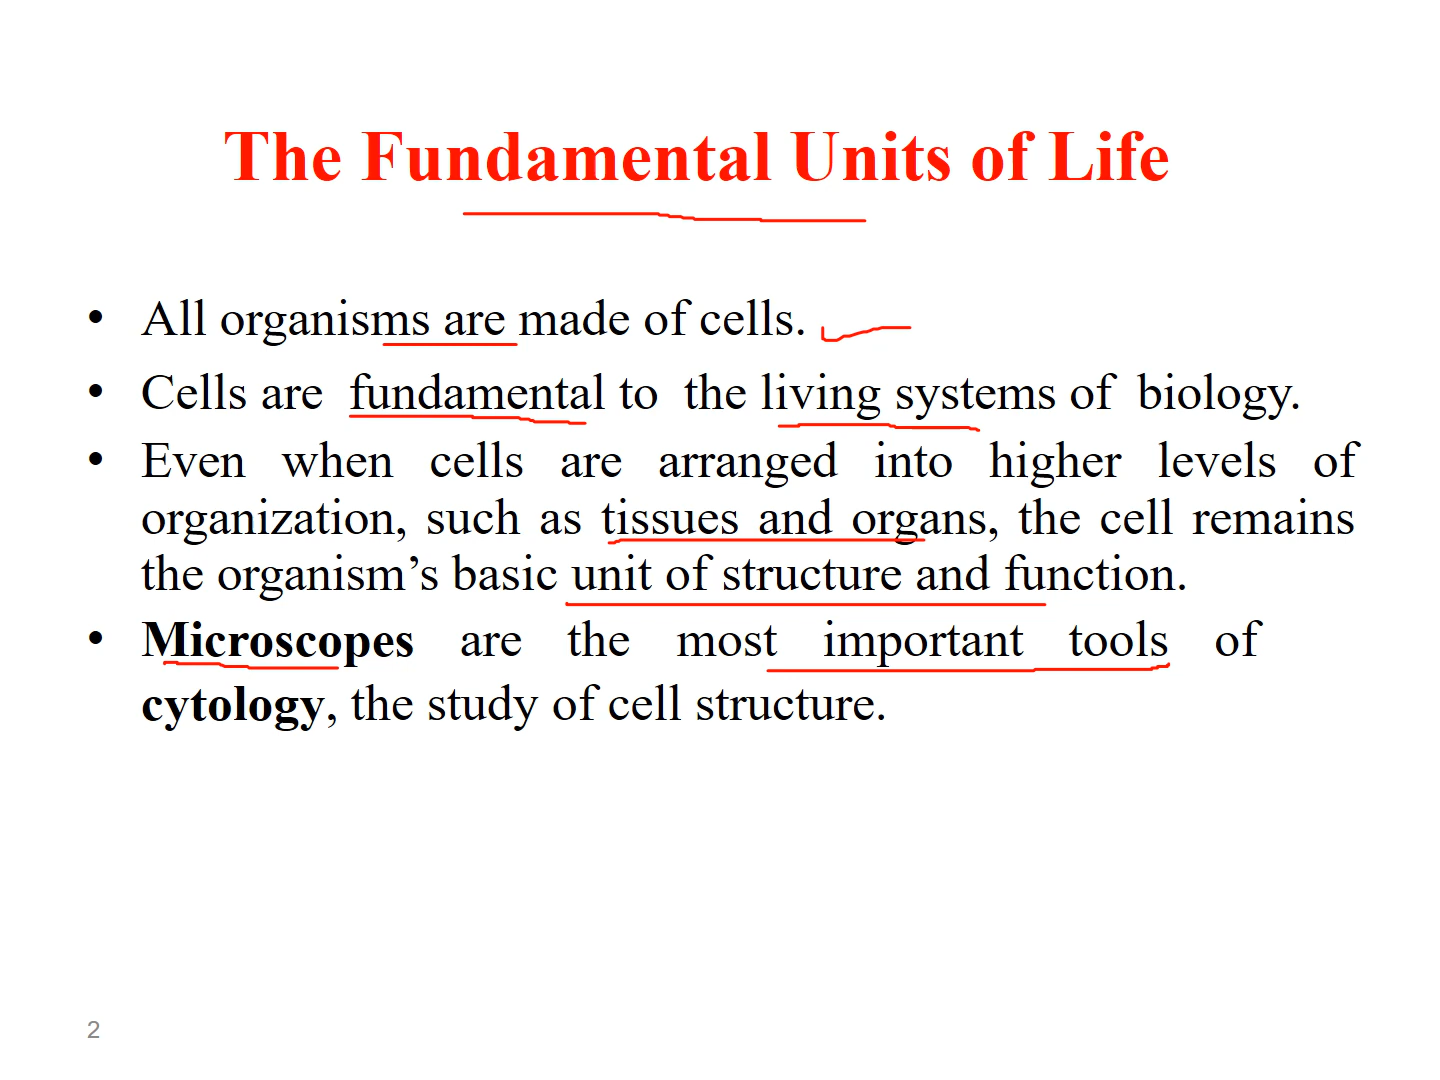 The Fundamental Units of Life
• All organisms are made of cells.
• Cells are fundamental to the living systems of biology.
• Even when cells are arranged into higher levels of
organization, such as tissues and organs, the cell remains
the organism’s basic unit of structure and function.
• Microscopes are the most important tools of
cytology, the study of cell structure.
2